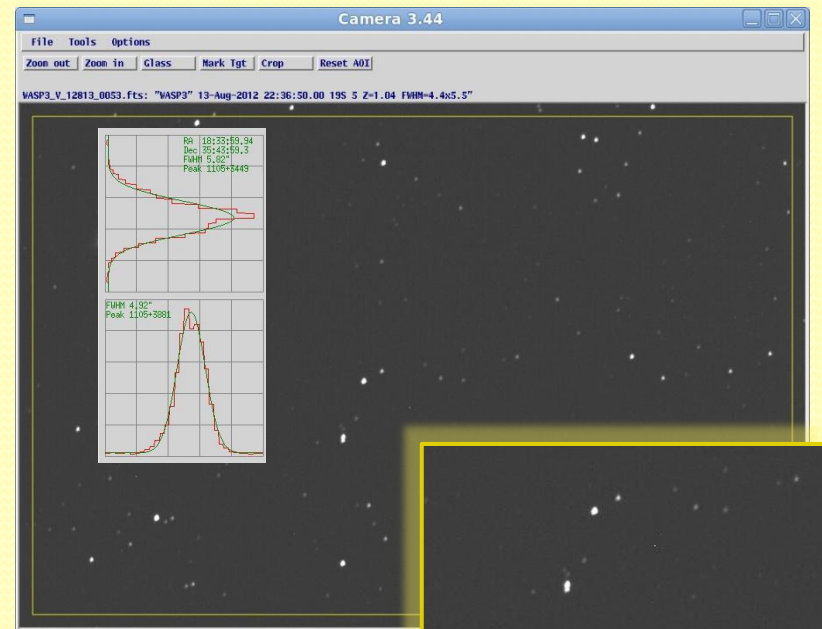 Camera 3.44
File Tools Options
Zoom out Zoom in Glass Mark Tgt Crop Reset AOI
WASP3_V_12813_0053.fts: "WASP3" 13-Aug-2012 22:36:50.00 19S 5 Z=1.04 FWHM=4.4x5.5"
RA 18:33:59.94
Dec 35:43:59.3
FWHM 5.82"
Peak 1105+3449
FWHM 4.92"
Peak 1105+3881